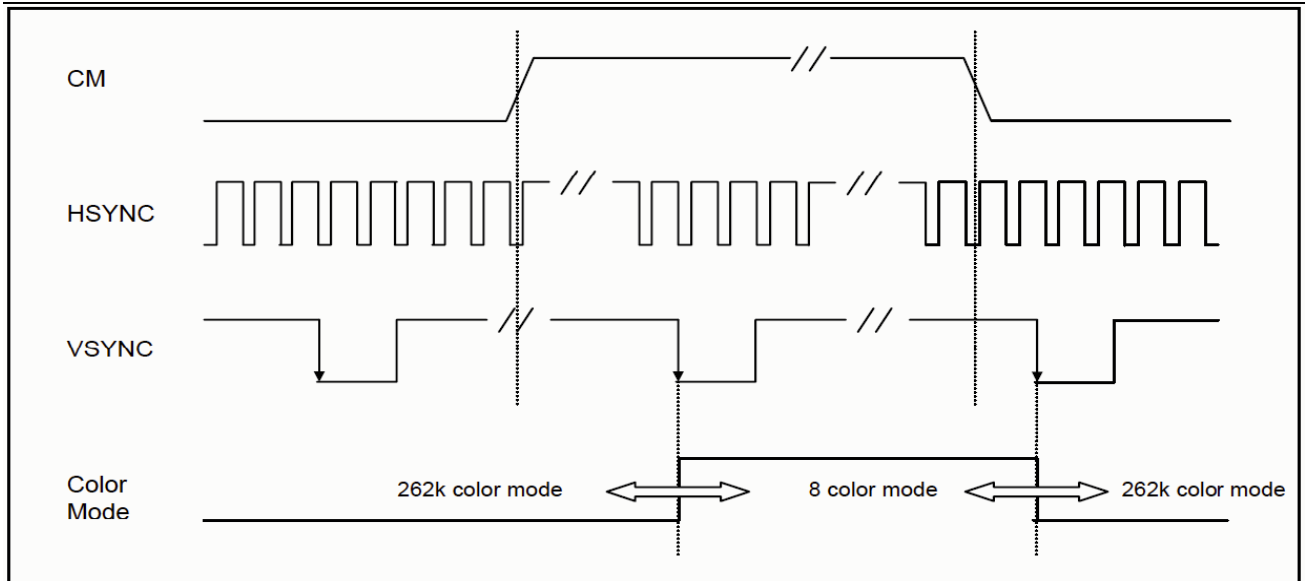 CM
HSYNC
VSYNC
Color
Mode
262k color mode
8 color mode
262k color mode